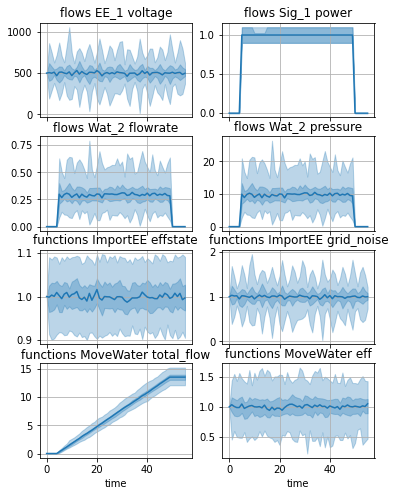 flows EE_1 voltage
flows Sig_1 power
1000
500
0
1.0
0.5
0.0
flows Wat_2 flowrate
flows Wat_2 pressure
0.75
0.50
0.25
0.00
20
10
0
functions ImportEE effstate
functions ImportEE grid_noise
1.1
1.0
0.9
2
1
0
functions MoveWater total_flow
functions MoveWater eff
15
10
5
0
1.5
1.0
0.5
0 20 40
0 20 40
time
time